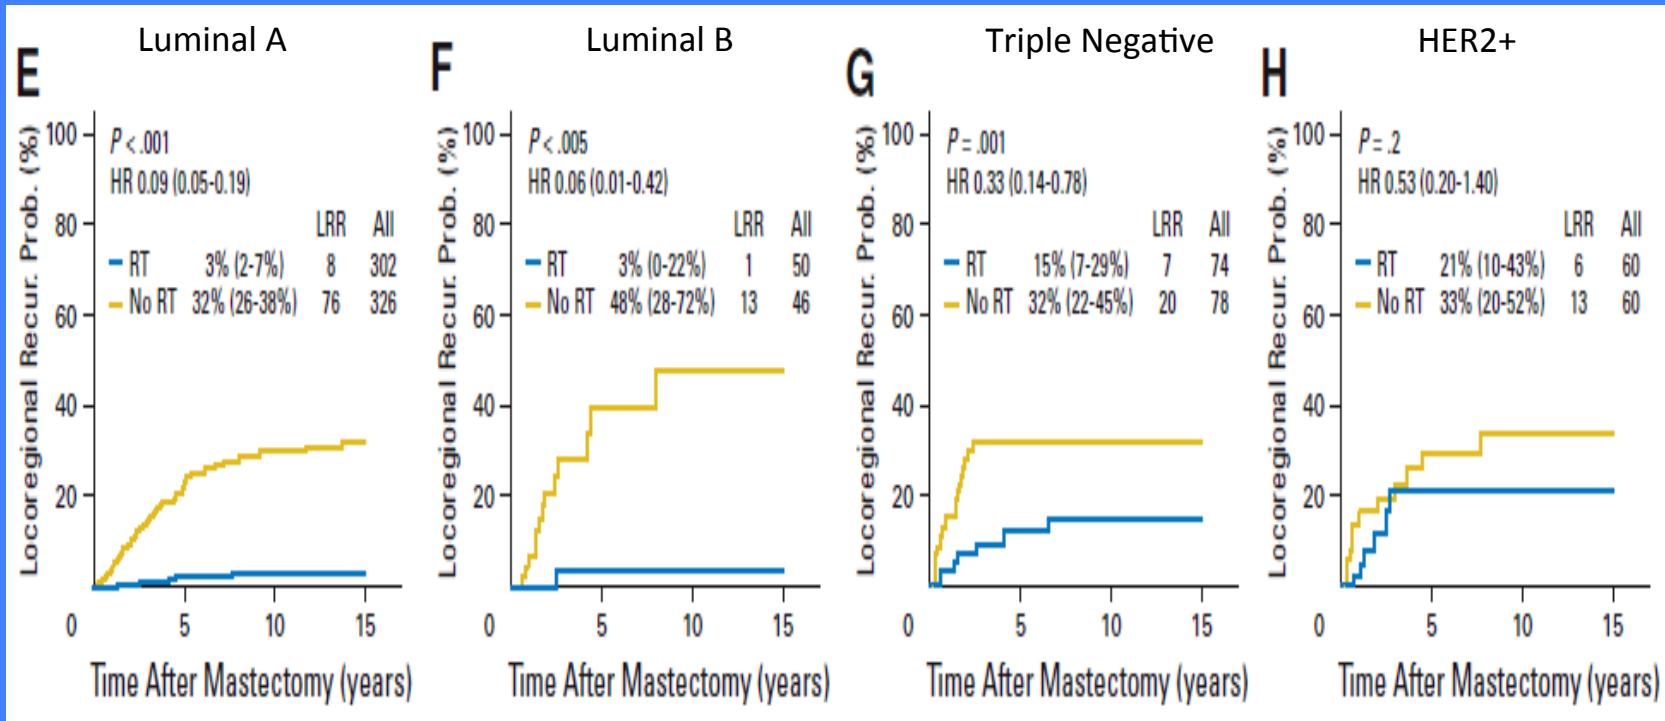 Luminal A
E
Locoregional Recur. Prob. (%)
100
80
60
40
20
P < .001
HR 0.09 (0.05-0.19)
LRR All
RT 3% (2-7%) 8 302
No RT 32% (26-38%) 76 326
0 5 10 15
Time After Mastectomy (years)
Luminal B
F
Locoregional Recur. Prob. (%)
100
80
60
40
20
P < .005
HR 0.06 (0.01-0.42)
LRR All
RT 3% (0-22%) 1 50
No RT 48% (28-72%) 13 46
0 5 10 15
Time After Mastectomy (years)
Triple Negative
G
Locoregional Recur. Prob. (%)
100
80
60
40
20
P = .001
HR 0.33 (0.14-0.78)
LRR All
RT 15% (7-29%) 7 74
No RT 32% (22-45%) 20 78
0 5 10 15
Time After Mastectomy (years)
HER2+
H
Locoregional Recur. Prob. (%)
100
80
60
40
20
P = .2
HR 0.53 (0.20-1.40)
LRR All
RT 21% (10-43%) 6 60
No RT 33% (20-52%) 13 60
0 5 10 15
Time After Mastectomy (years)